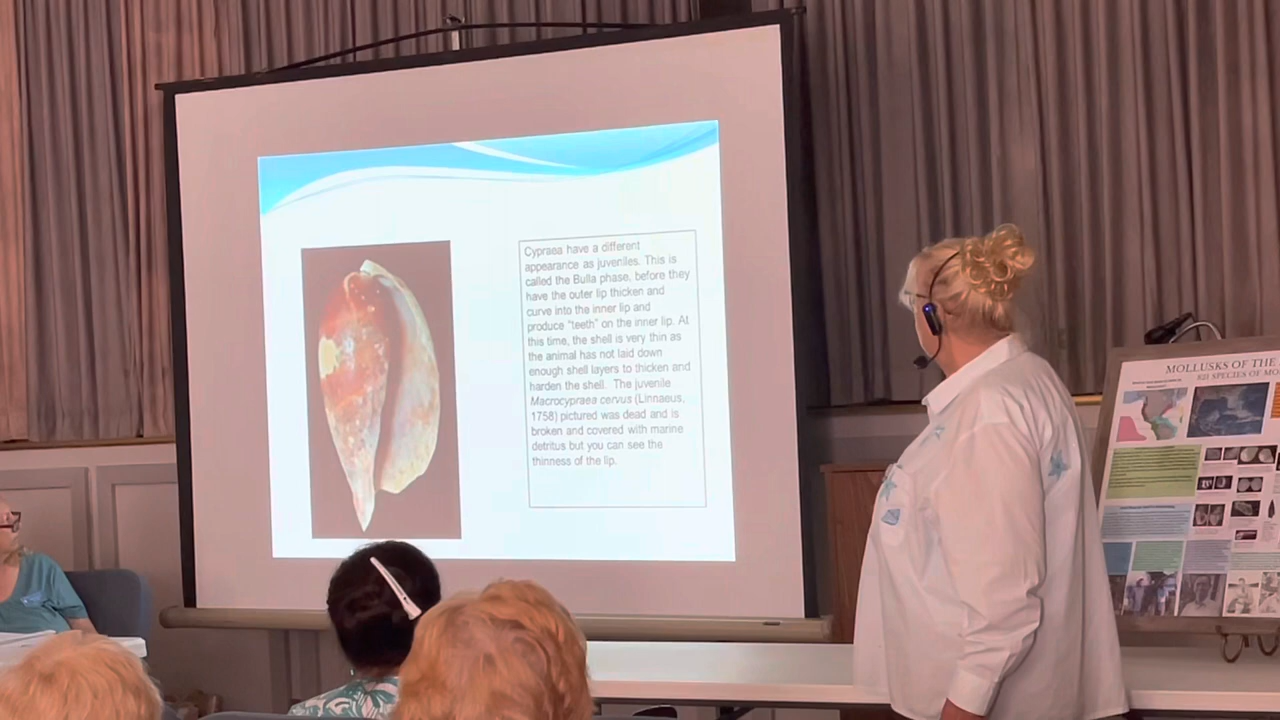 Cypraea have a different
appearance as juveniles. This is
called the Bulla phase, before they
have the outer lip thicken and
curve into the inner lip and
produce "teeth" on the inner lip. At
this time, the shell is very thin as
the animal has not laid down
enough shell layers to thicken and
harden the shell. The juvenile
Macrocypraea cervus (Linnaeus,
1758) pictured was dead and is
broken and covered with marine
detritus but you can see the
thinness of the lip.
MOLLUSKS OF THE
821 SPECIES OF MO